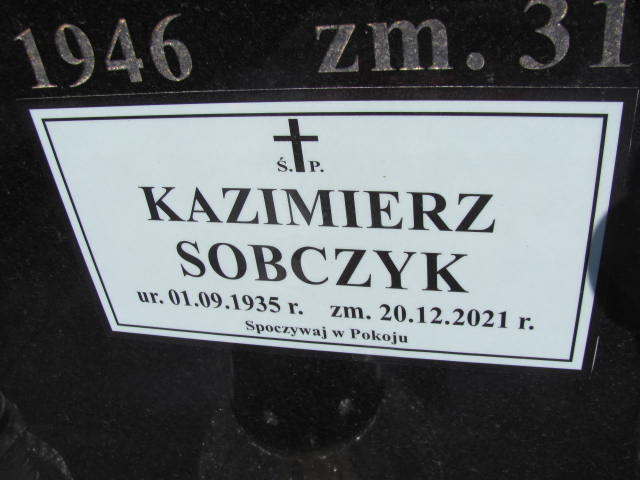 1946 zm. 31
Ś. P.
KAZIMIERZ
SOBCZYK
ur. 01.09.1935 r. zm. 20.12.2021 r.
Spoczywaj w Pokoju